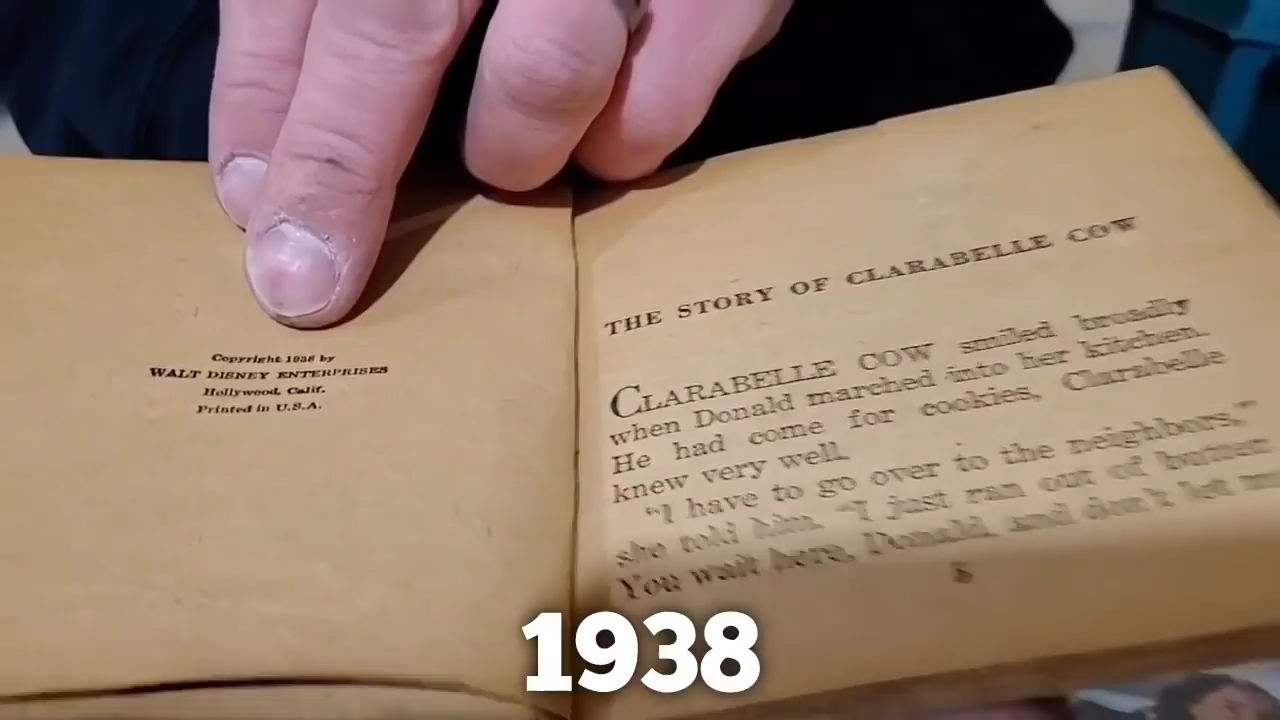 Copyright 1938 by
WALT DISNEY ENTERPRISES
Hollywood, Calif.
Printed in U.S.A.
THE STORY OF CLARABELLE COW
CLARABELLE COW smiled broadly
when Donald marched into her kitchen.
He had come for cookies, Clarabelle
knew very well.
"I have to go over to the neighbors,"
she told him. "I just ran out of butter.
You wait here, Donald, and don't let
1938